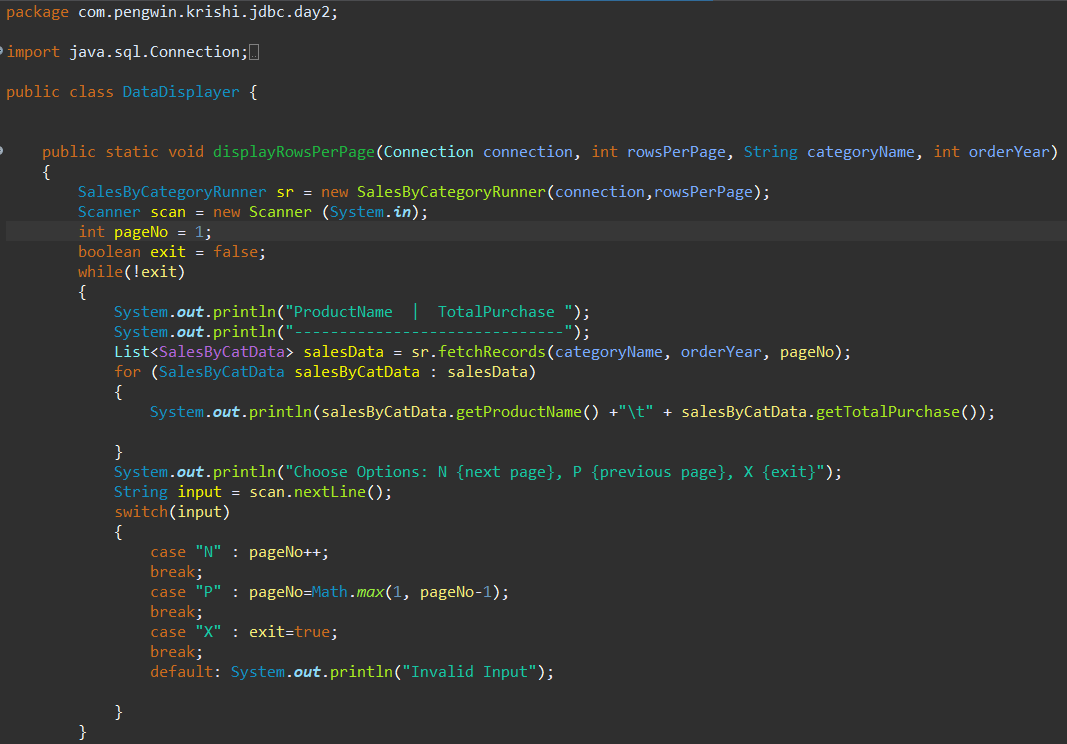 package com.pengwin.krishi.jdbc.day2;
import java.sql.Connection;
public class DataDisplayer {
public static void displayRowsPerPage(Connection connection, int rowsPerPage, String categoryName, int orderYear)
{
SalesByCategoryRunner sr = new SalesByCategoryRunner(connection,rowsPerPage);
Scanner scan = new Scanner (System.in);
int pageNo = 1;
boolean exit = false;
while(!exit)
{
System.out.println("ProductName  |  TotalPurchase ");
System.out.println("------------------------------");
List<SalesByCatData> salesData = sr.fetchRecords(categoryName, orderYear, pageNo);
for (SalesByCatData salesByCatData : salesData)
{
System.out.println(salesByCatData.getProductName() +"\t" + salesByCatData.getTotalPurchase());
}
System.out.println("Choose Options: N {next page}, P {previous page}, X {exit}");
String input = scan.nextLine();
switch(input)
{
case "N" : pageNo++;
break;
case "P" : pageNo=Math.max(1, pageNo-1);
break;
case "X" : exit=true;
break;
default: System.out.println("Invalid Input");
}
}